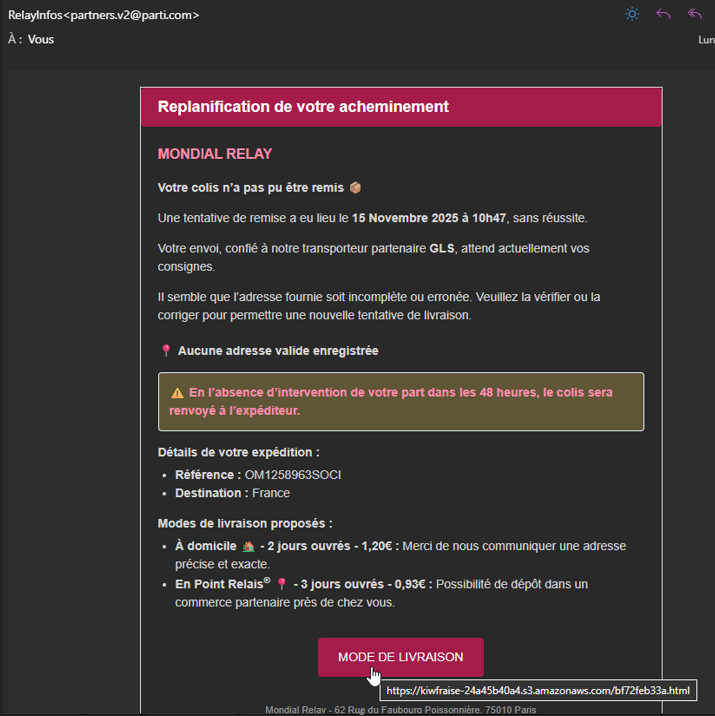 RelayInfos<partners.v2@parti.com>
À : Vous
Lun
Replanification de votre acheminement
MONDIAL RELAY
Votre colis n'a pas pu être remis 📦
Une tentative de remise a eu lieu le 15 Novembre 2025 à 10h47, sans réussite.
Votre envoi, confié à notre transporteur partenaire GLS, attend actuellement vos
consignes.
Il semble que l'adresse fournie soit incomplète ou erronée. Veuillez la vérifier ou la
corriger pour permettre une nouvelle tentative de livraison.
📍 Aucune adresse valide enregistrée
⚠️ En l'absence d'intervention de votre part dans les 48 heures, le colis sera
renvoyé à l'expéditeur.
Détails de votre expédition :
• Référence : OM1258963SOCI
• Destination : France
Modes de livraison proposés :
• À domicile 🏠 - 2 jours ouvrés - 1,20€ : Merci de nous communiquer une adresse
précise et exacte.
• En Point Relais® 📍 - 3 jours ouvrés - 0,93€ : Possibilité de dépôt dans un
commerce partenaire près de chez vous.
MODE DE LIVRAISON
https://kiwfraise-24a45b40a4.s3.amazonaws.com/bf72feb33a.html
Mondial Relay - 62 Rue du Faubourg Poissonnière, 75010 Paris